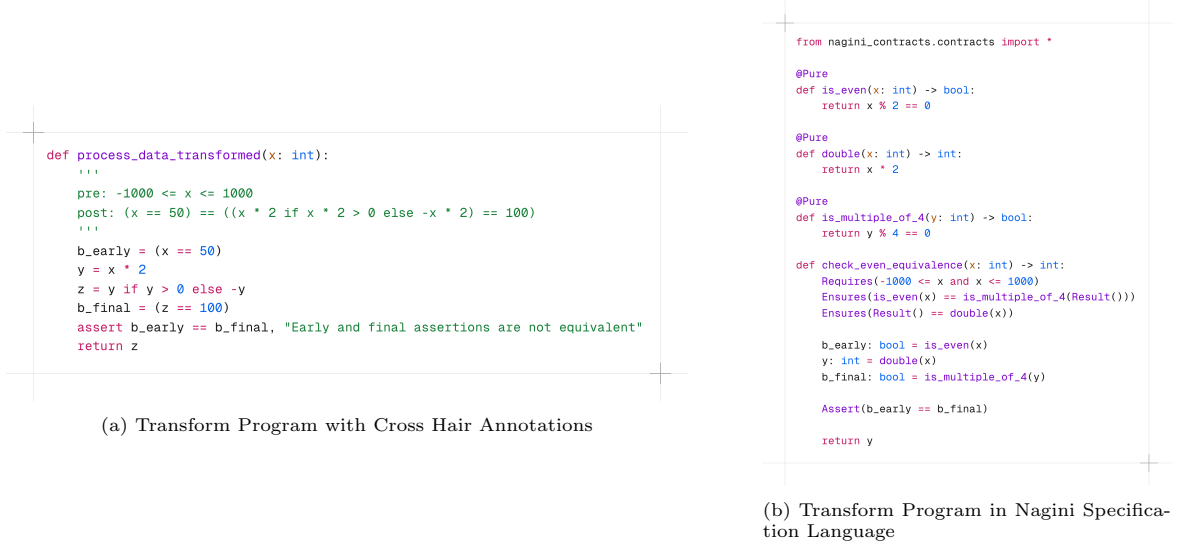 def process_data_transformed(x: int):
    '''
    pre: -1000 <= x <= 1000
    post: (x == 50) == ((x * 2 if x * 2 > 0 else -x * 2) == 100)
    '''
    b_early = (x == 50)
    y = x * 2
    z = y if y > 0 else -y
    b_final = (z == 100)
    assert b_early == b_final, "Early and final assertions are not equivalent"
    return z
(a) Transform Program with Cross Hair Annotations
from nagini_contracts.contracts import *
@Pure
def is_even(x: int) -> bool:
    return x % 2 == 0
@Pure
def double(x: int) -> int:
    return x * 2
@Pure
def is_multiple_of_4(y: int) -> bool:
    return y % 4 == 0
def check_even_equivalence(x: int) -> int:
    Requires(-1000 <= x and x <= 1000)
    Ensures(is_even(x) == is_multiple_of_4(Result()))
    Ensures(Result() == double(x))
    b_early: bool = is_even(x)
    y: int = double(x)
    b_final: bool = is_multiple_of_4(y)
    Assert(b_early == b_final)
    return y
(b) Transform Program in Nagini Specifica-
tion Language